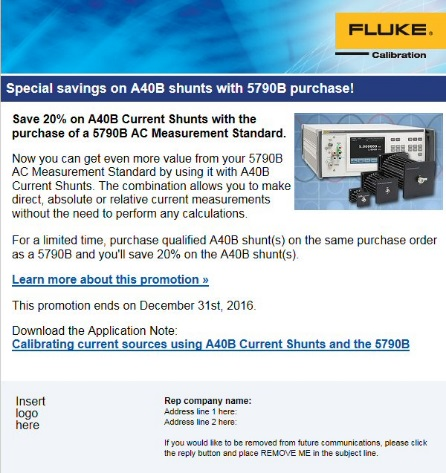 FLUKE®
Calibration
Special savings on A40B shunts with 5790B purchase!
Save 20% on A40B Current Shunts with the
purchase of a 5790B AC Measurement Standard.
Now you can get even more value from your 5790B
AC Measurement Standard by using it with A40B
Current Shunts. The combination allows you to make
direct, absolute or relative current measurements
without the need to perform any calculations.
For a limited time, purchase qualified A40B shunt(s) on the same purchase order
as a 5790B and you'll save 20% on the A40B shunt(s).
Learn more about this promotion »
This promotion ends on December 31st, 2016.
Download the Application Note:
Calibrating current sources using A40B Current Shunts and the 5790B
Insert
logo
here
Rep company name:
Address line 1 here:
Address line 2 here:
If you would like to be removed from future communications, please click
the reply button and place REMOVE ME in the subject line.